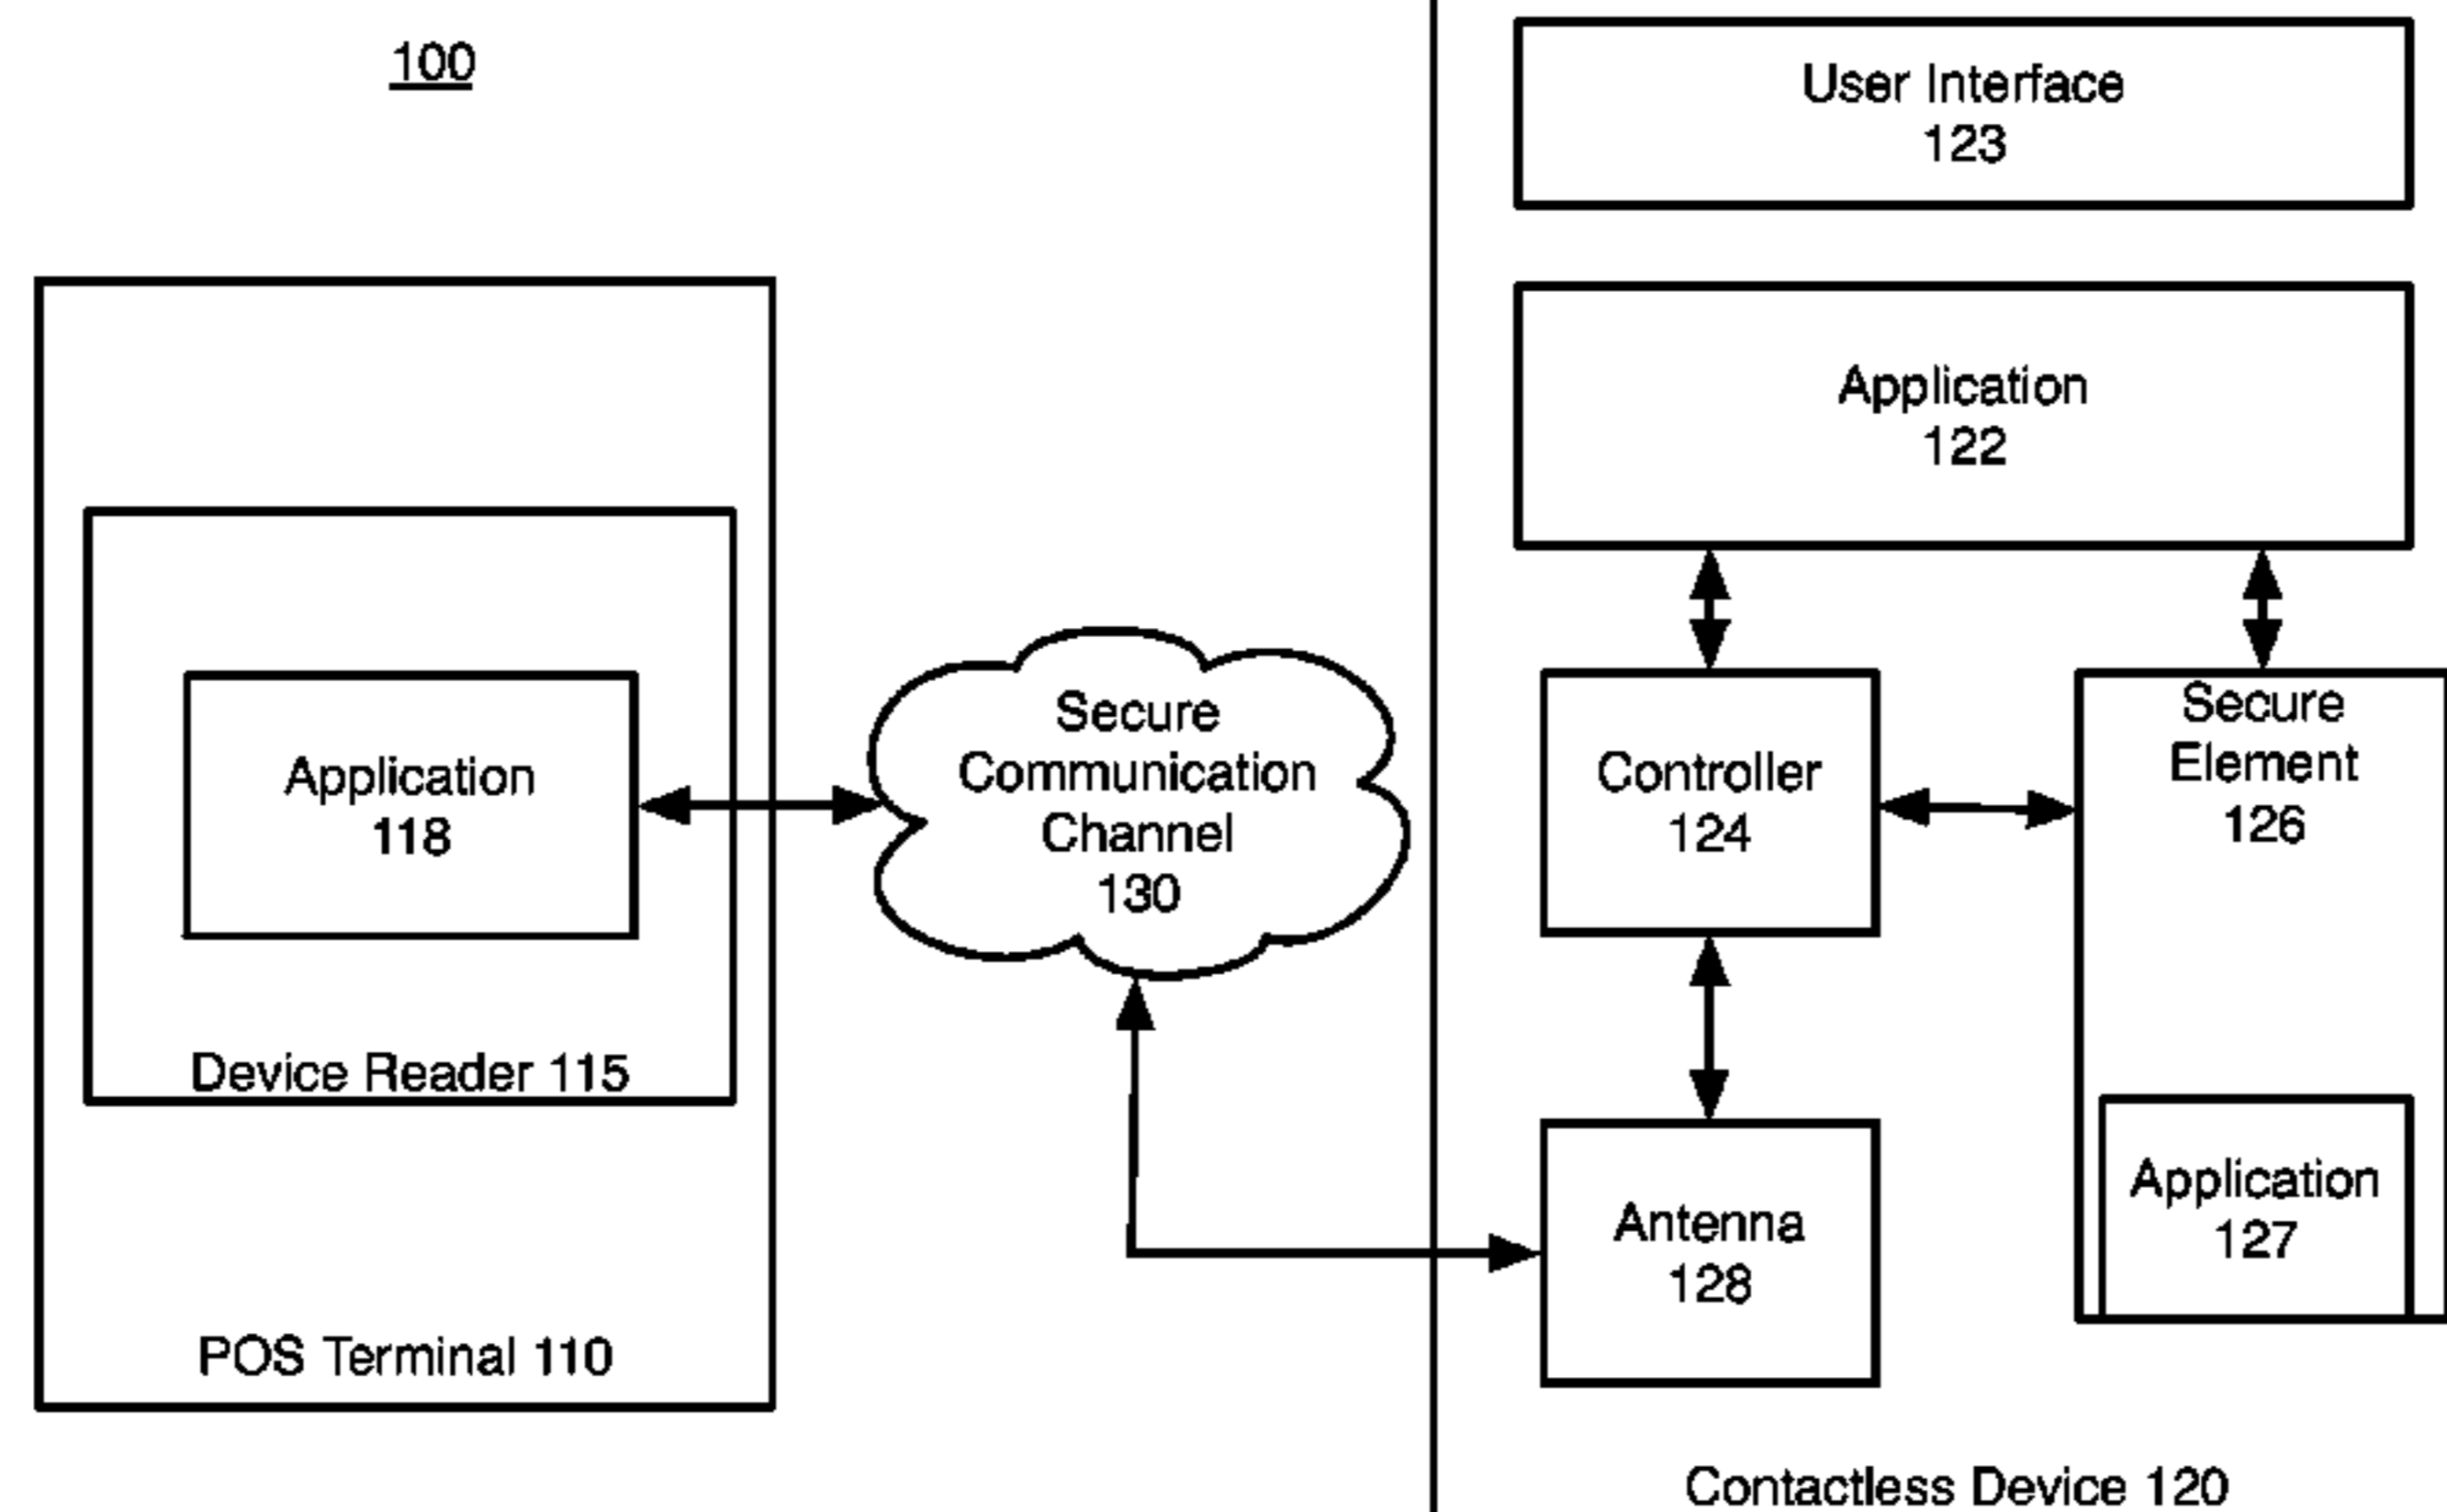 100
User Interface
123
Application
122
Application
118
Device Reader 115
POS Terminal 110
Secure
Communication
Channel
130
Controller
124
Secure
Element
126
Antenna
128
Application
127
Contactless Device 120